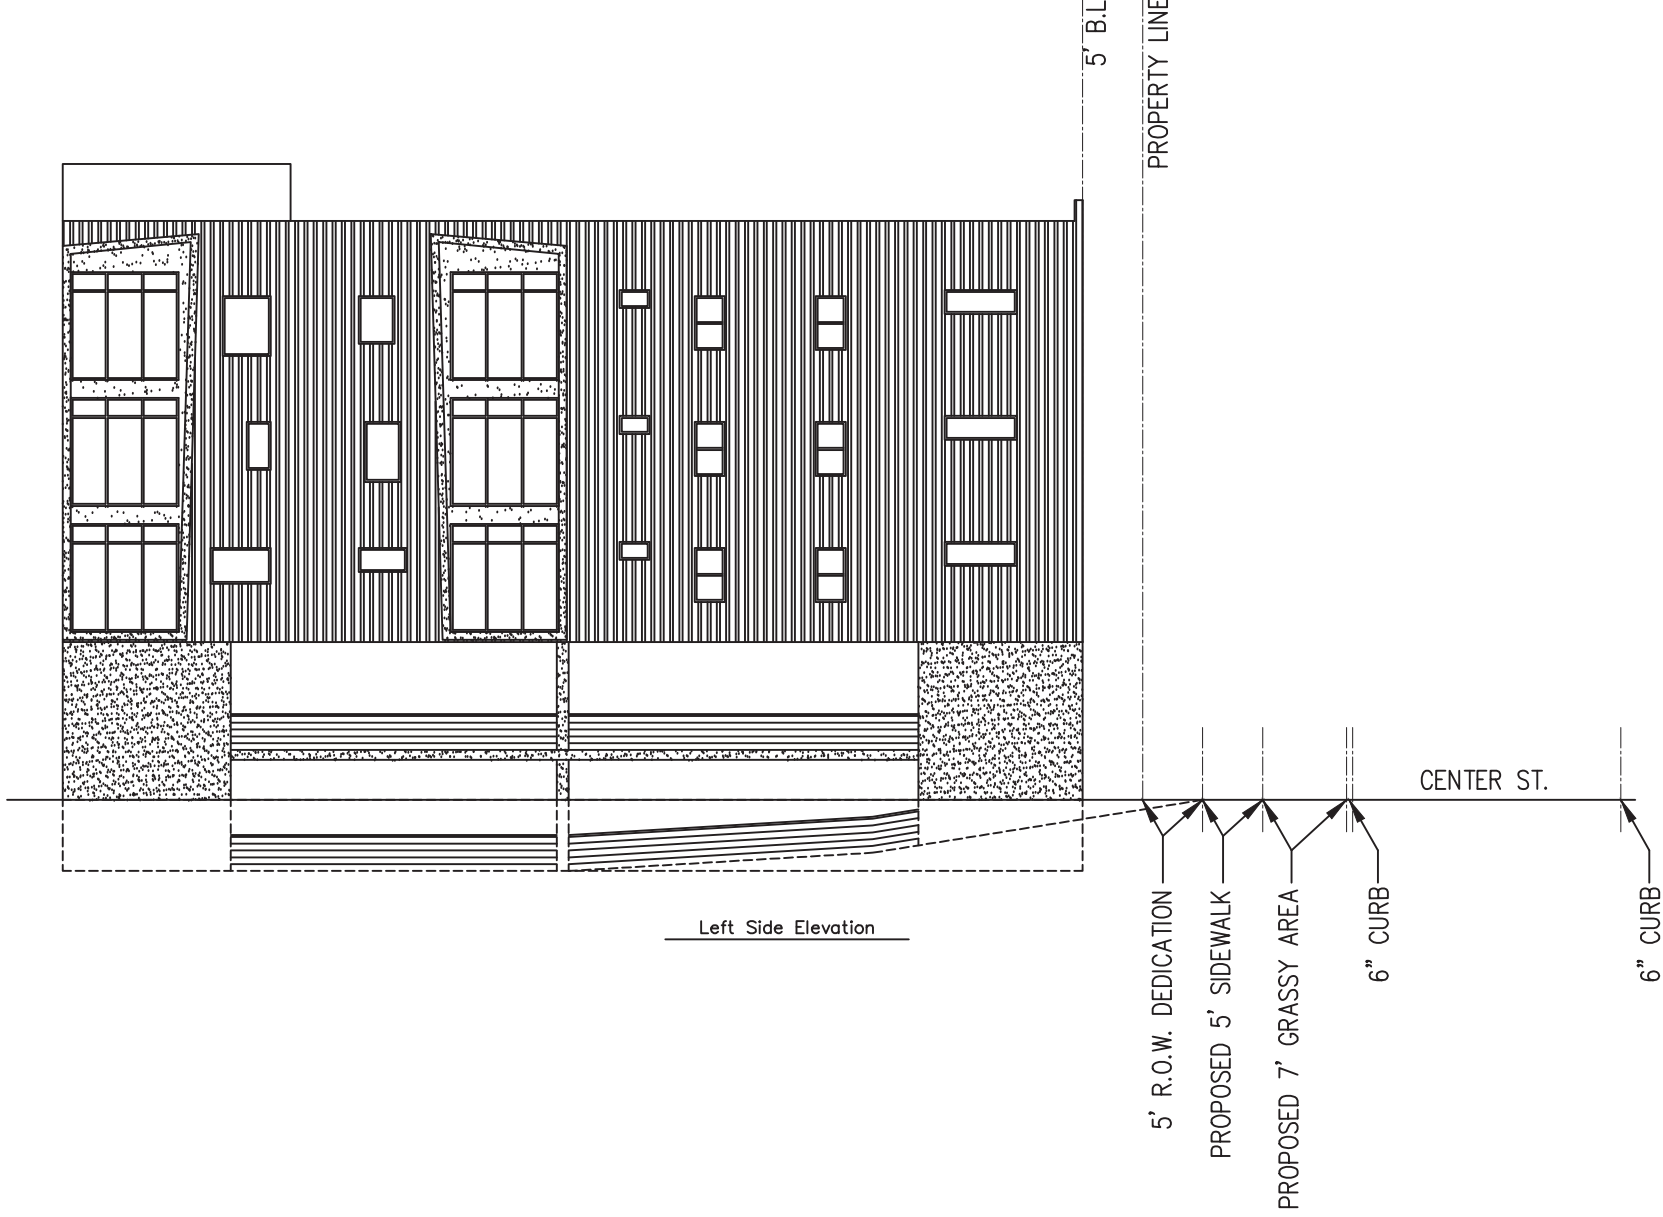 5' B.L
PROPERTY LINE
CENTER ST.
Left Side Elevation
5' R.O.W. DEDICATION
PROPOSED 5' SIDEWALK
PROPOSED 7' GRASSY AREA
6" CURB
6" CURB